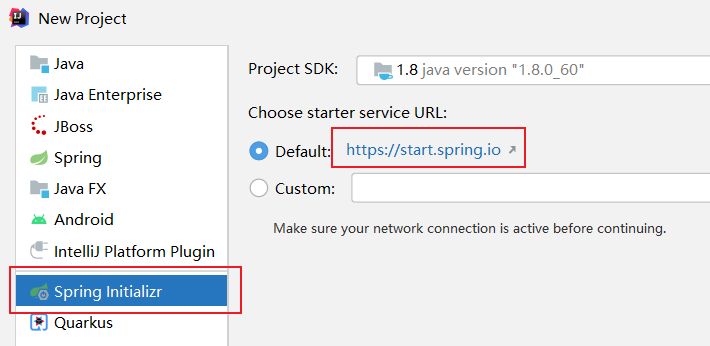 New Project
Java
Java Enterprise
JBoss
Spring
Java FX
Android
IntelliJ Platform Plugin
Spring Initializr
Quarkus
Project SDK: 1.8 java version "1.8.0_60"
Choose starter service URL:
Default: https://start.spring.io
Custom:
Make sure your network connection is active before continuing.